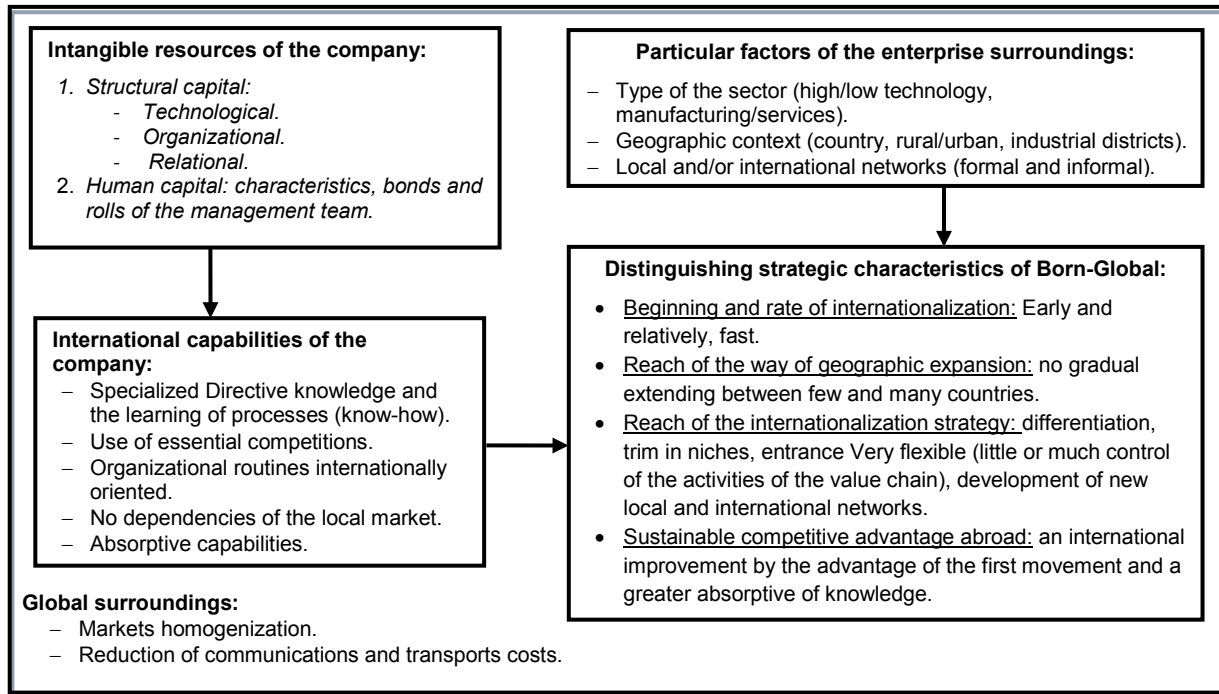 Intangible resources of the company:
1. Structural capital:
- Technological.
- Organizational.
- Relational.
2. Human capital: characteristics, bonds and
rolls of the management team.
Particular factors of the enterprise surroundings:
– Type of the sector (high/low technology,
manufacturing/services).
– Geographic context (country, rural/urban, industrial districts).
– Local and/or international networks (formal and informal).
International capabilities of the
company:
– Specialized Directive knowledge and
the learning of processes (know-how).
– Use of essential competitions.
– Organizational routines internationally
oriented.
– No dependencies of the local market.
– Absorptive capabilities.
Distinguishing strategic characteristics of Born-Global:
• Beginning and rate of internationalization: Early and
relatively, fast.
• Reach of the way of geographic expansion: no gradual
extending between few and many countries.
• Reach of the internationalization strategy: differentiation,
trim in niches, entrance Very flexible (little or much control
of the activities of the value chain), development of new
local and international networks.
• Sustainable competitive advantage abroad: an international
improvement by the advantage of the first movement and a
greater absorptive of knowledge.
Global surroundings:
– Markets homogenization.
– Reduction of communications and transports costs.